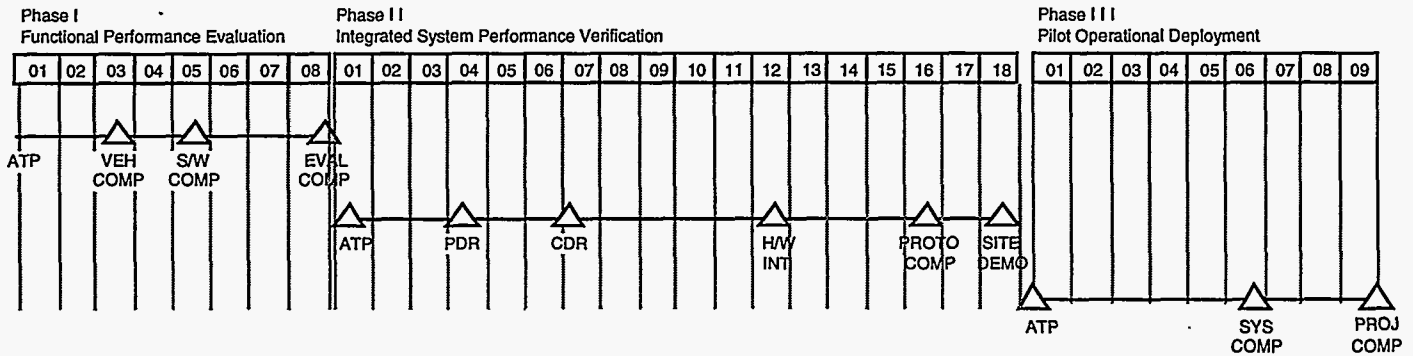 Phase I
Functional Performance Evaluation
Phase II
Integrated System Performance Verification
Phase III
Pilot Operational Deployment
01 02 03 04 05 06 07 08
01 02 03 04 05 06 07 08 09 10 11 12 13 14 15 16 17 18
01 02 03 04 05 06 07 08 09
ATP
VEH
COMP
S/W
COMP
EVAL
COMP
ATP
PDR
CDR
H/W
INT
PROTO
COMP
SITE
DEMO
ATP
SYS
COMP
PROJ
COMP